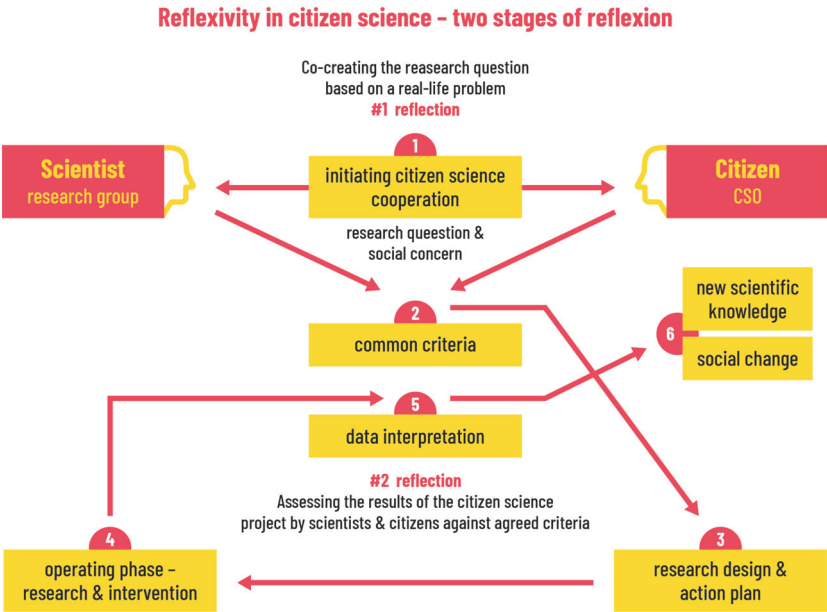 Reflexivity in citizen science – two stages of reflexion
Co-creating the reasearch question
based on a real-life problem
#1 reflection
1
initiating citizen science
cooperation
Scientist
research group
Citizen
CSO
research queestion &
social concern
2
common criteria
6
new scientific
knowledge
social change
5
data interpretation
#2 reflection
Assessing the results of the citizen science
project by scientists & citizens against agreed criteria
4
operating phase –
research & intervention
3
research design &
action plan